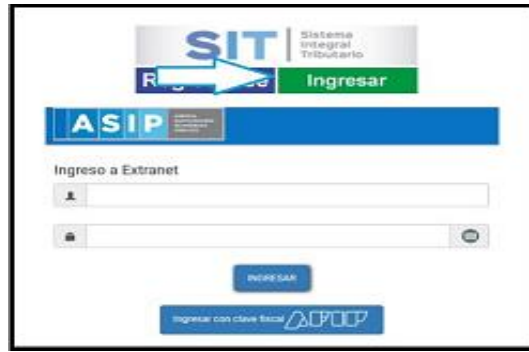 SIT
Sistema
Integral
Tributario
Ingresar
ASIP
Ingreso a Extranet
INGRESAR
Ingresar con clave fiscal AFIP